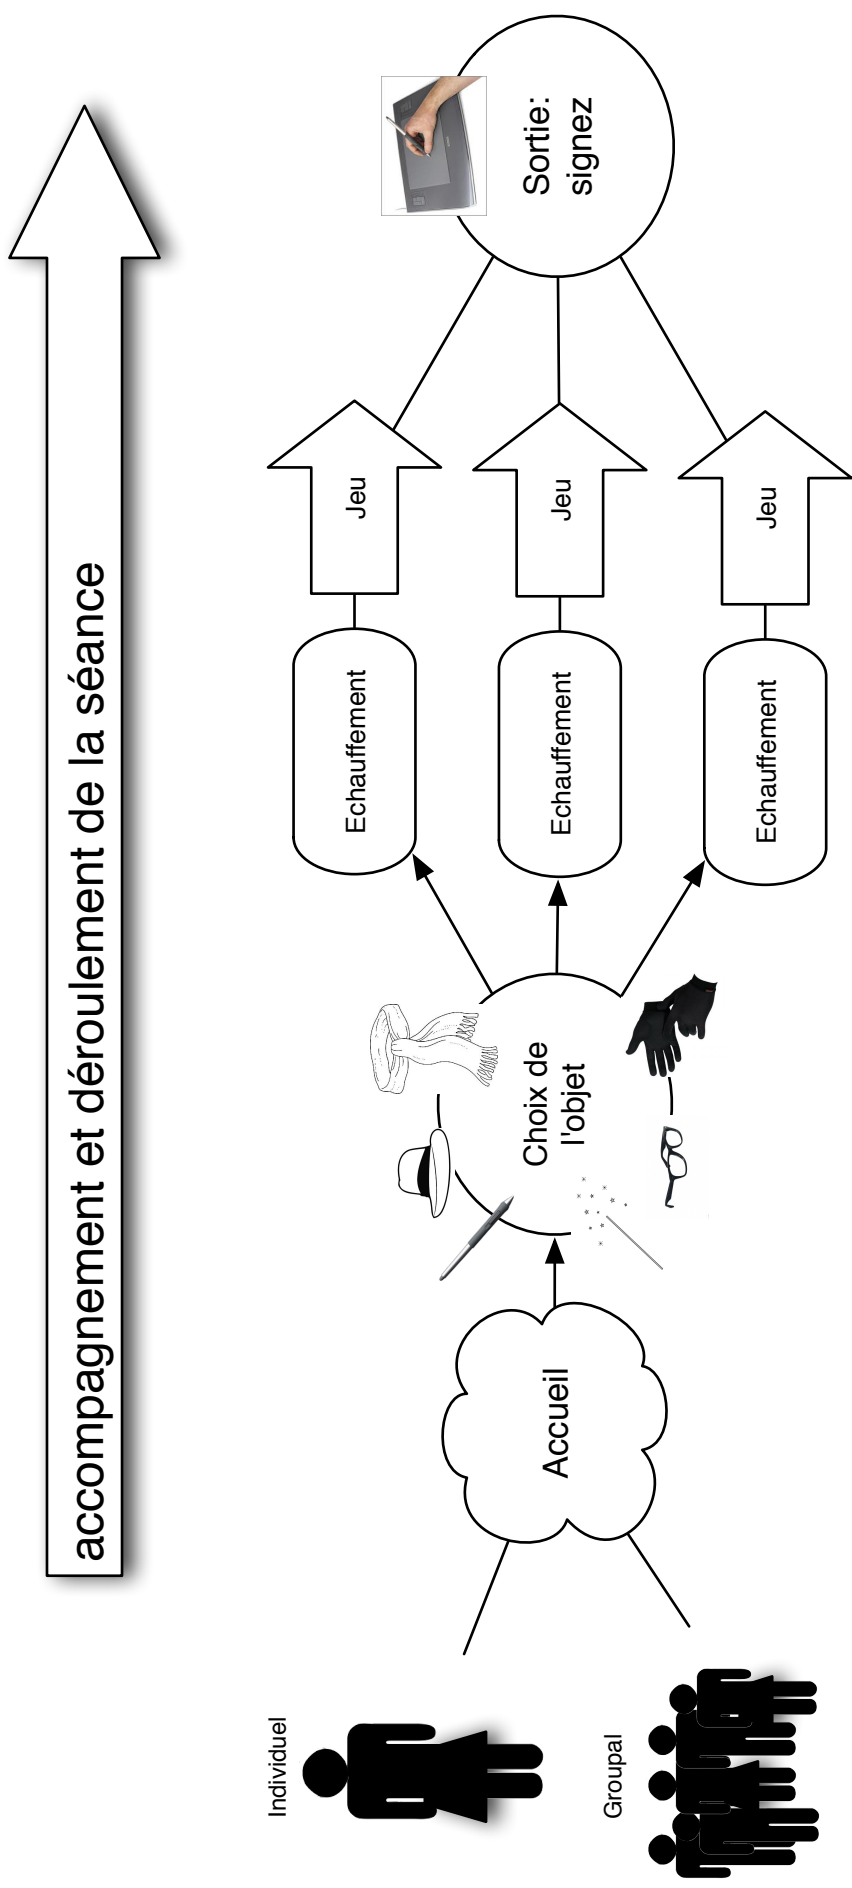 accompagnement et déroulement de la séance
Individuel
Groupal
Accueil
Choix de
l'objet
Echauffement
Jeu
Echauffement
Jeu
Echauffement
Jeu
Sortie:
signez